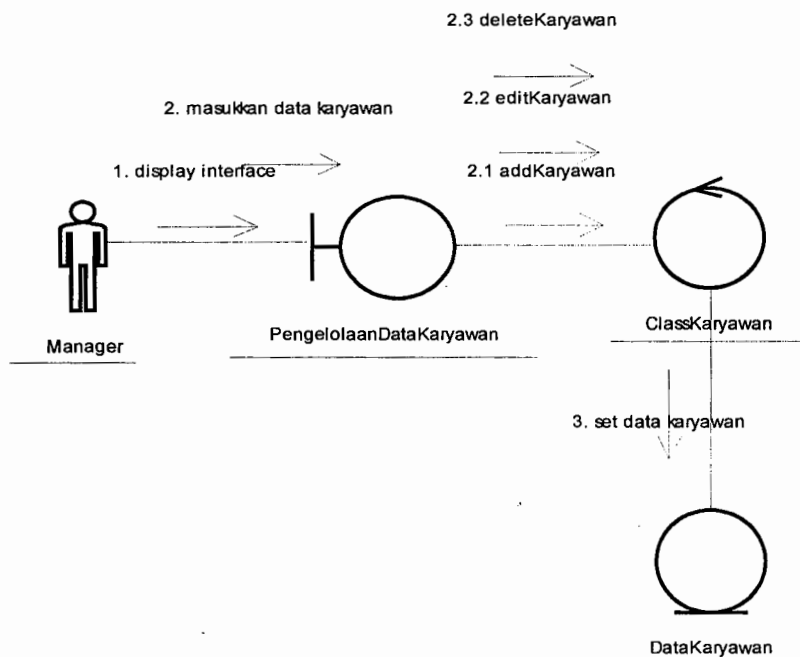 2.3 deleteKaryawan
2. masukkan data karyawan
2.2 editKaryawan
1. display interface
2.1 addKaryawan
Manager
PengelolaanDataKaryawan
ClassKaryawan
3. set data karyawan
DataKaryawan